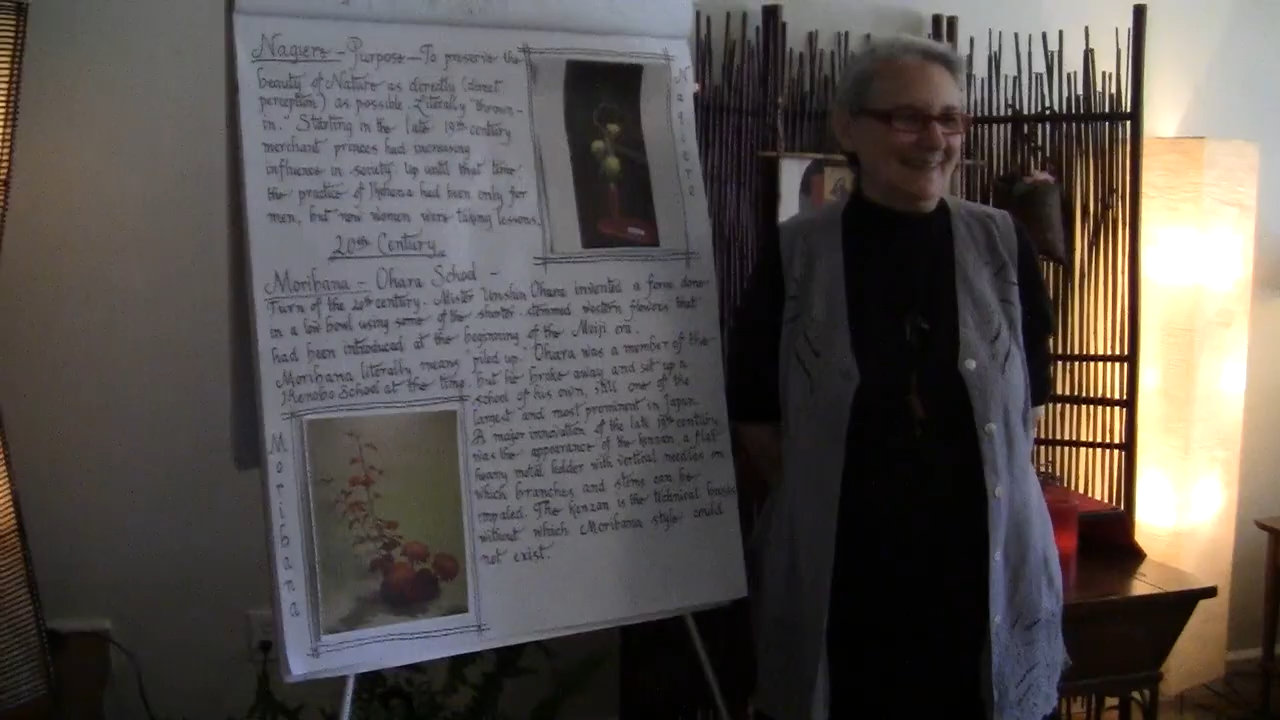 Nagiere - Purpose - To preserve the
beauty of Nature as directly (direct
perception) as possible. Literally "thrown-
in." Starting in the late 19th century
merchant princes had increasing
influence in society. Up until that time
the practice of Ikebana had been only for
men, but now women were taking lessons.
Nagiere
20th Century
Moribana - Ohara School -
Turn of the 20th century. Mister Unshin Ohara invented a form done
in a low bowl using some of the shorter-stemmed western flowers that
had been introduced at the beginning of the Meiji era.
Moribana literally means "piled up." Ohara was a member of the
Ikenobo School at the time, but he broke away and set up a
school of his own, still one of the
largest and most prominent in Japan.
A major innovation of the late 19th century
was the appearance of the kenzan, a flat
heavy metal holder with vertical needles on
which branches and stems can be
impaled. The kenzan is the technical basis
without which Moribana style could
not exist.
Moribana